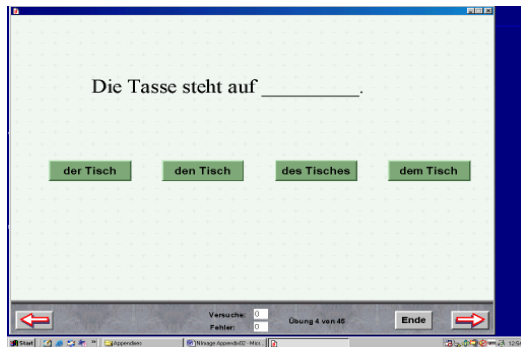 Die Tasse steht auf _________.
der Tisch den Tisch des Tisches dem Tisch
Versuche: 0
Fehler: 0
Übung 4 von 46
Ende
Start
Appendixes